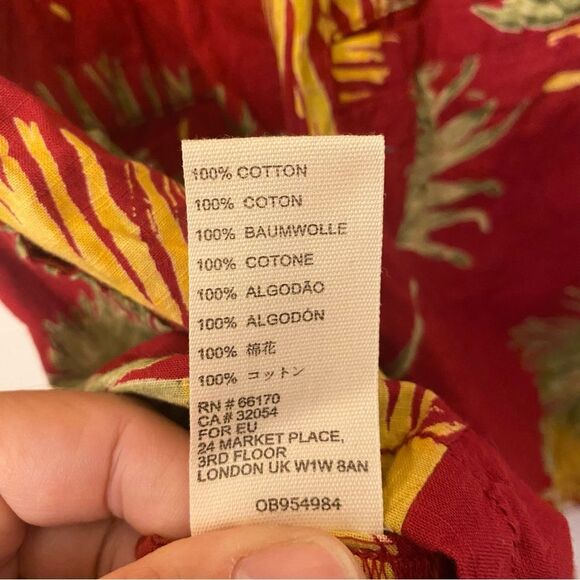 100% COTTON
100% COTON
100% BAUMWOLLE
100% COTONE
100% ALGODÃO
100% ALGODÓN
100% 棉花
100% コットン
RN # 66170
CA # 32054
FOR EU
24 MARKET PLACE,
3RD FLOOR
LONDON UK W1W 8AN
OB954984